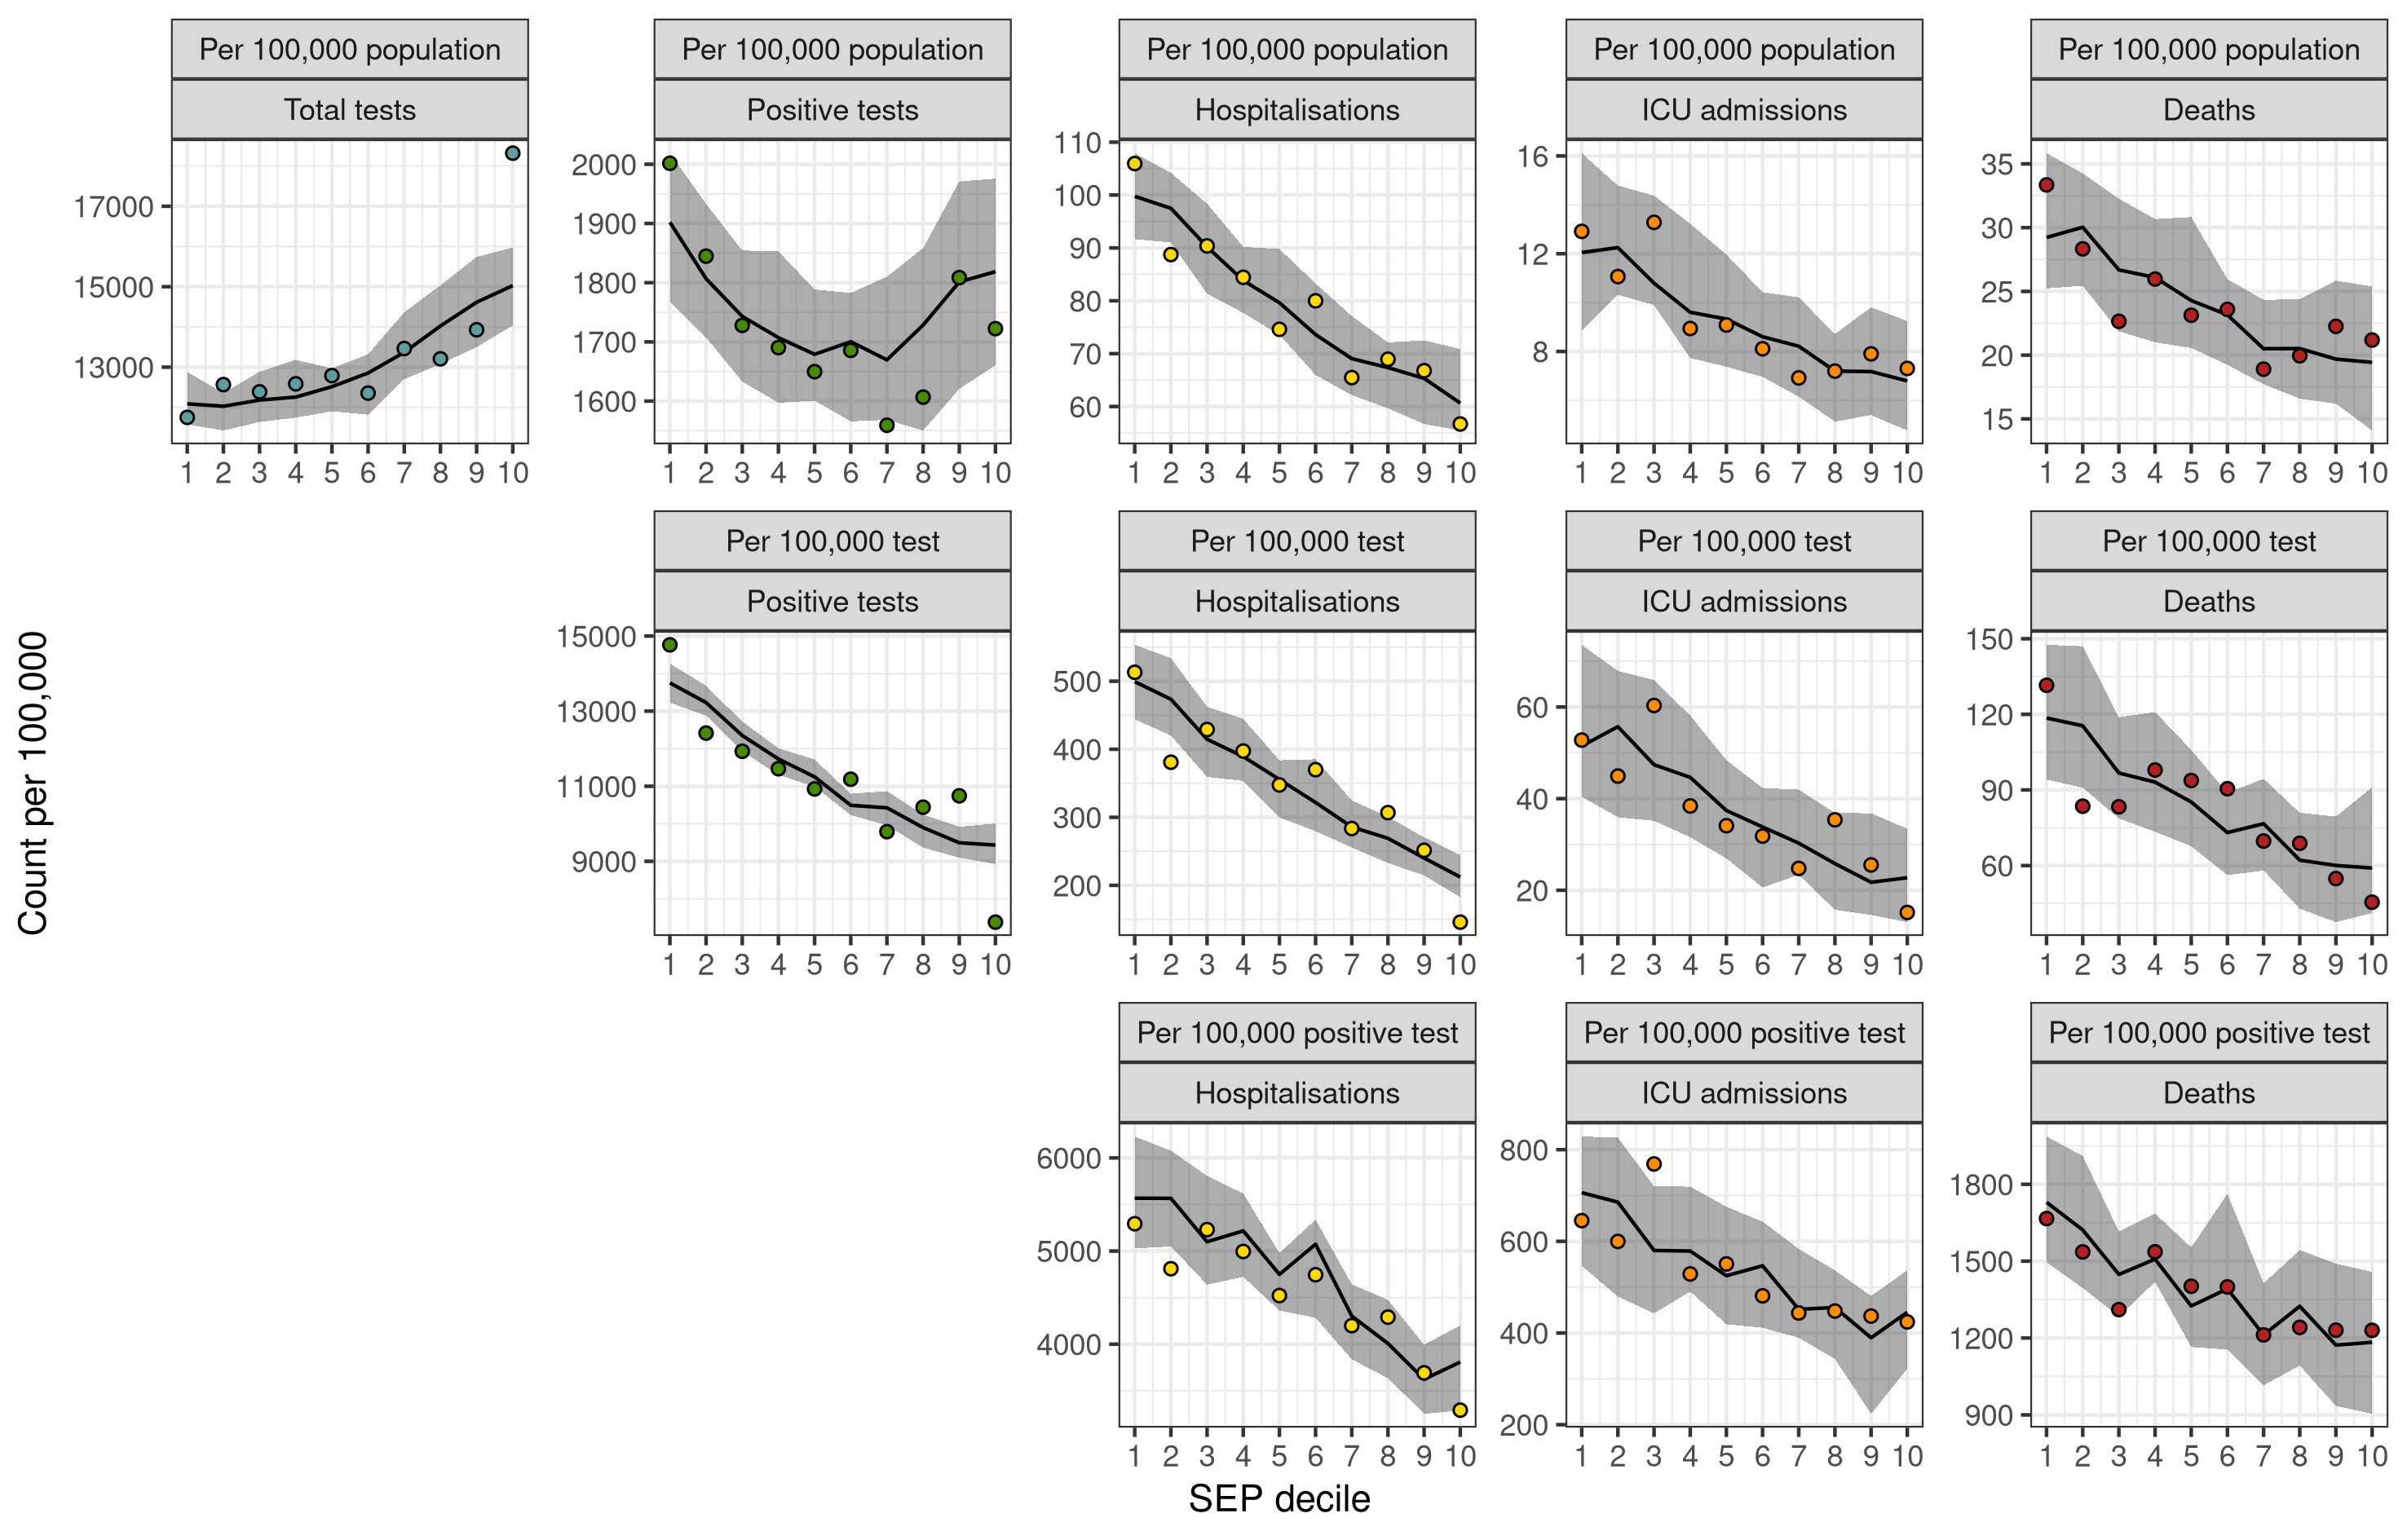 Per 100,000 population
Total tests
17000
15000
13000
1 2 3 4 5 6 7 8 9 10
Per 100,000 population
Positive tests
2000
1900
1800
1700
1600
1 2 3 4 5 6 7 8 9 10
Per 100,000 population
Hospitalisations
110
100
90
80
70
60
1 2 3 4 5 6 7 8 9 10
Per 100,000 population
ICU admissions
16
12
8
1 2 3 4 5 6 7 8 9 10
Per 100,000 population
Deaths
35
30
25
20
15
1 2 3 4 5 6 7 8 9 10
Count per 100,000
Per 100,000 test
Positive tests
15000
13000
11000
9000
1 2 3 4 5 6 7 8 9 10
Per 100,000 test
Hospitalisations
500
400
300
200
1 2 3 4 5 6 7 8 9 10
Per 100,000 test
ICU admissions
60
40
20
1 2 3 4 5 6 7 8 9 10
Per 100,000 test
Deaths
150
120
90
60
1 2 3 4 5 6 7 8 9 10
Per 100,000 positive test
Hospitalisations
6000
5000
4000
1 2 3 4 5 6 7 8 9 10
Per 100,000 positive test
ICU admissions
800
600
400
200
1 2 3 4 5 6 7 8 9 10
Per 100,000 positive test
Deaths
1800
1500
1200
900
1 2 3 4 5 6 7 8 9 10
SEP decile